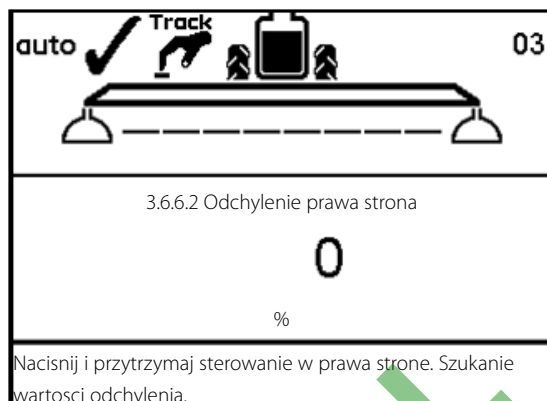 Track
auto 03
3.6.6.2 Odchylenie prawa strona
0
%
Nacisnij i przytrzymaj sterowanie w prawa strone. Szukanie
wartosci odchylenia.